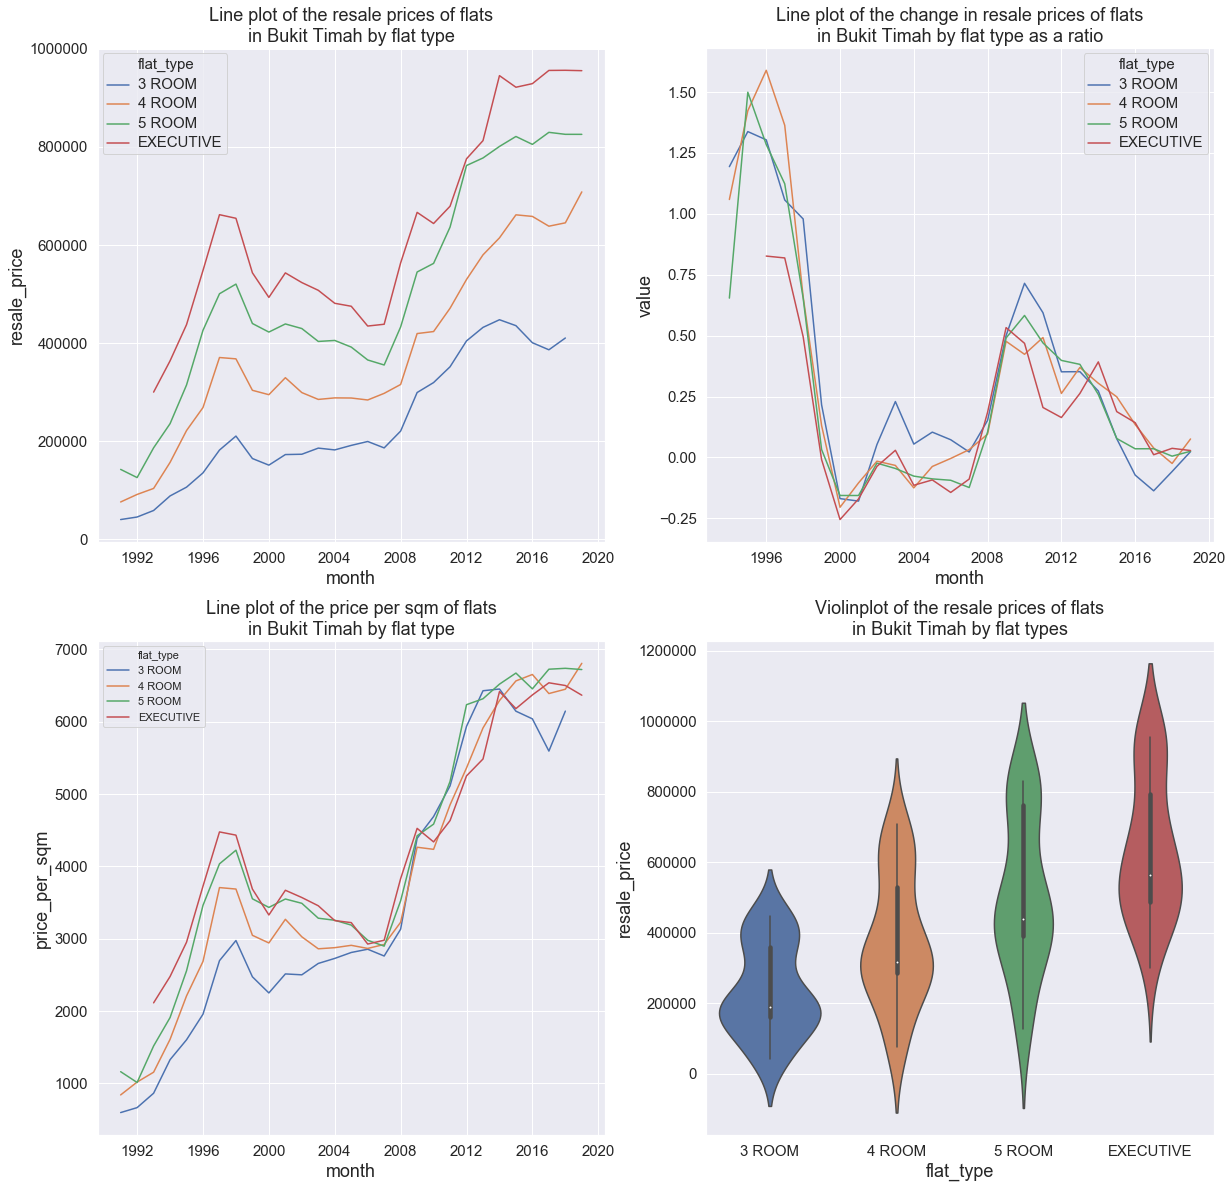 Line plot of the resale prices of flats
in Bukit Timah by flat type
1000000
800000
600000
400000
200000
0
resale_price
flat_type
3 ROOM
4 ROOM
5 ROOM
EXECUTIVE
1992 1996 2000 2004 2008 2012 2016 2020
month
Line plot of the change in resale prices of flats
in Bukit Timah by flat type as a ratio
1.50
1.25
1.00
0.75
0.50
0.25
0.00
−0.25
value
flat_type
3 ROOM
4 ROOM
5 ROOM
EXECUTIVE
1996 2000 2004 2008 2012 2016 2020
month
Line plot of the price per sqm of flats
in Bukit Timah by flat type
7000
6000
5000
4000
3000
2000
1000
price_per_sqm
flat_type
3 ROOM
4 ROOM
5 ROOM
EXECUTIVE
1992 1996 2000 2004 2008 2012 2016 2020
month
Violinplot of the resale prices of flats
in Bukit Timah by flat types
1200000
1000000
800000
600000
400000
200000
0
resale_price
3 ROOM 4 ROOM 5 ROOM EXECUTIVE
flat_type